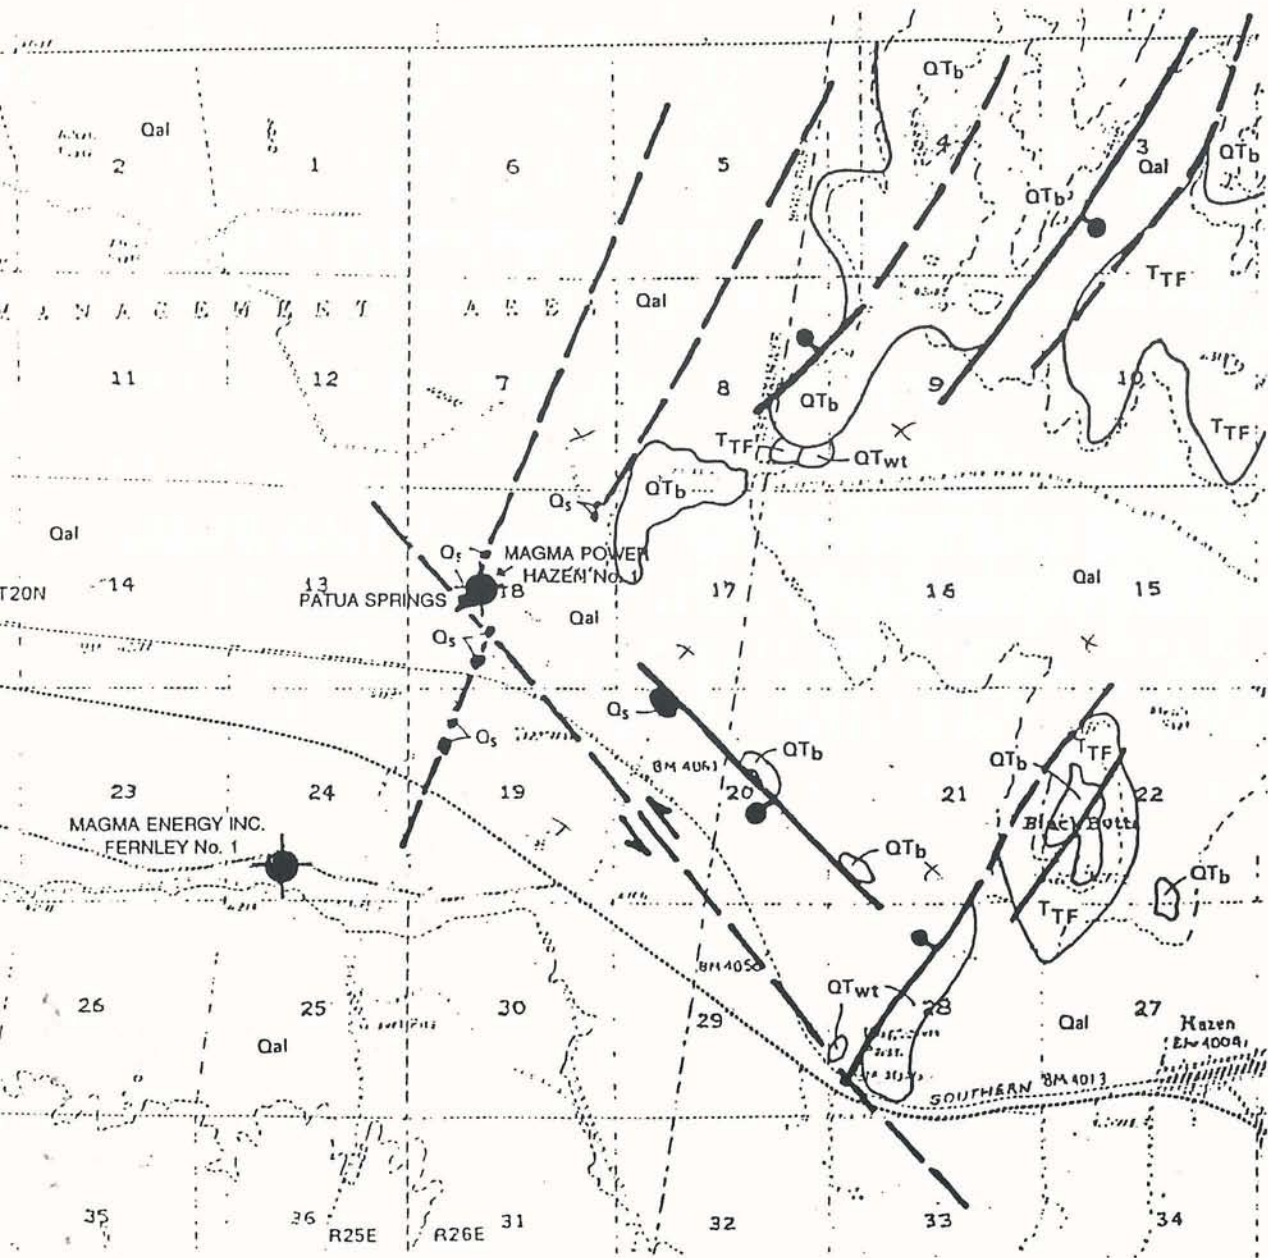 QTb
Qal
2
1
6
5
4
3
Qal
QTb
QTb
TTF
MANAGEMENT AREA
Qal
11
12
7
8
9
10
QTb
TTF
TTF
QTwt
QTb
Qs
Qal
Qs
MAGMA POWER
HAZEN No. 1
T20N
14
13
18
17
16
Qal
15
PATUA SPRINGS
Qal
Qs
Qs
Qs
QTb
TTF
QTb
BM 4061
23
24
19
20
21
22
Black Butte
MAGMA ENERGY INC.
FERNLEY No. 1
QTb
QTb
TTF
BM 4050
QTwt
26
25
30
29
28
27
Qal
Qal
Hazen
SOUTHERN
BM 4013
35
36
R25E
R26E
31
32
33
34